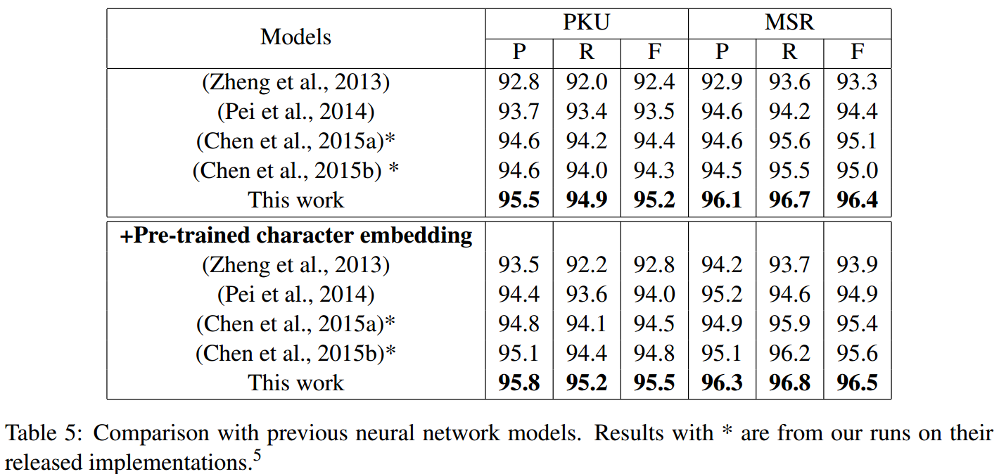 Models PKU MSR
P R F P R F
(Zheng et al., 2013) 92.8 92.0 92.4 92.9 93.6 93.3
(Pei et al., 2014) 93.7 93.4 93.5 94.6 94.2 94.4
(Chen et al., 2015a)* 94.6 94.2 94.4 94.6 95.6 95.1
(Chen et al., 2015b) * 94.6 94.0 94.3 94.5 95.5 95.0
This work 95.5 94.9 95.2 96.1 96.7 96.4
+Pre-trained character embedding
(Zheng et al., 2013) 93.5 92.2 92.8 94.2 93.7 93.9
(Pei et al., 2014) 94.4 93.6 94.0 95.2 94.6 94.9
(Chen et al., 2015a)* 94.8 94.1 94.5 94.9 95.9 95.4
(Chen et al., 2015b)* 95.1 94.4 94.8 95.1 96.2 95.6
This work 95.8 95.2 95.5 96.3 96.8 96.5
Table 5: Comparison with previous neural network models. Results with * are from our runs on their
released implementations.5